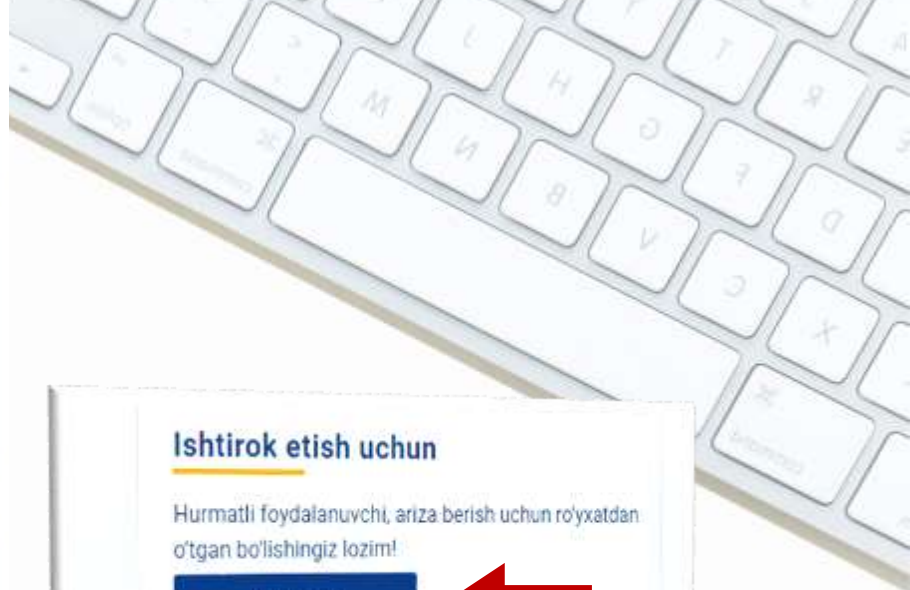 L
T
A
M
H
R
N
G
F
B
D
V
C
X
⌘
⌘
Ishtirok etish uchun
Hurmatli foydalanuvchi, ariza berish uchun ro'yxatdan
o'tgan bo'lishingiz lozim!